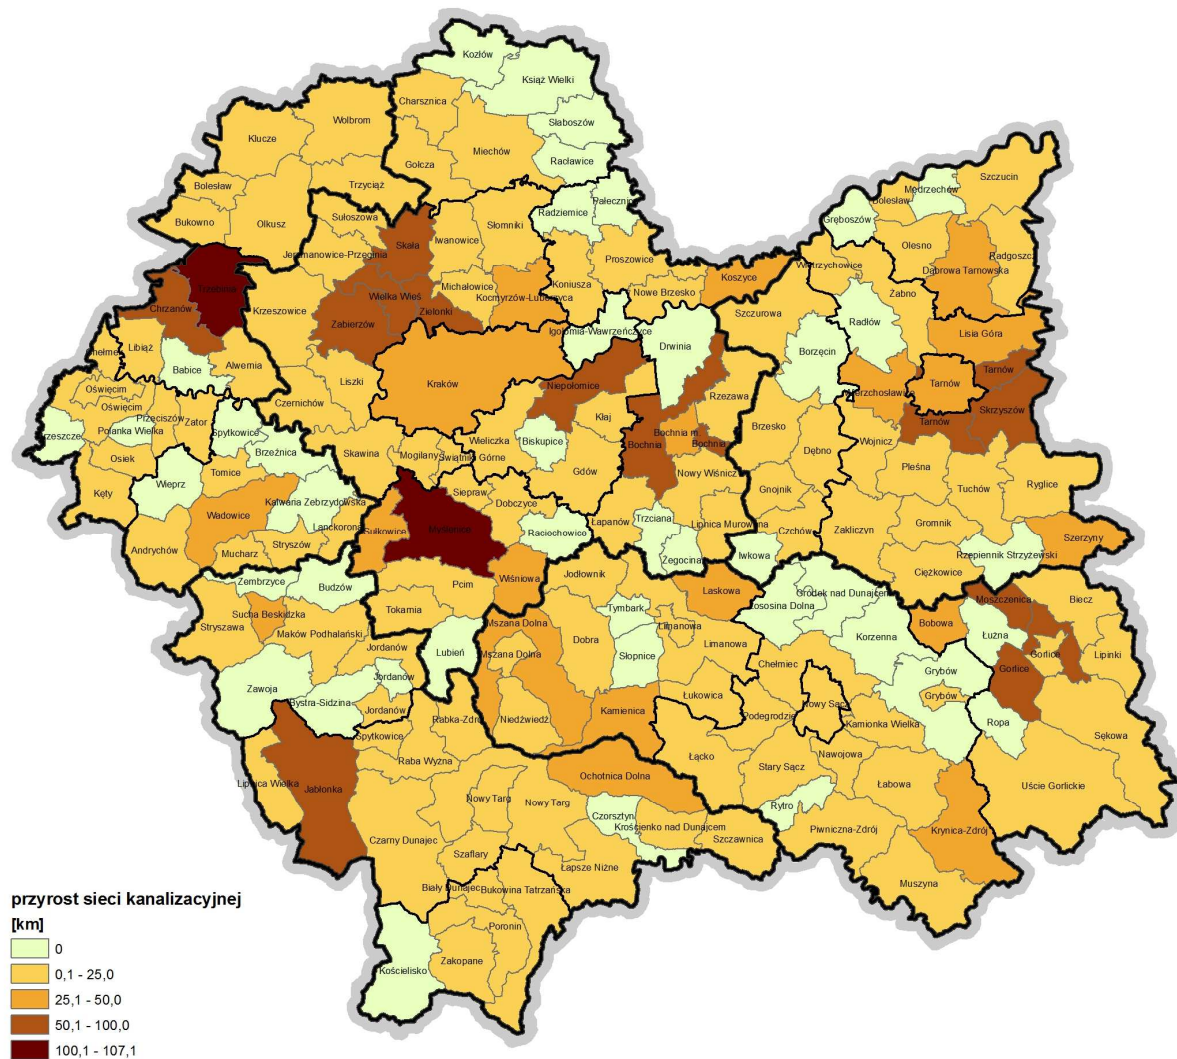 Kozłów
Książ Wielki
Charsznica
Wolbrom
Słaboszów
Klucze
Miechów
Racławice
Gołcza
Szczucin
Mędrzechów
Bolesław
Trzyciąż
Bolesław
Pałecznica
Radziemice
Gręboszów
Bukowno
Olkusz
Sułoszowa
Słomniki
Iwanowice
Skała
Olesno
Radgoszcz
Jerzmanowice-Przeginia
Proszowice
Dąbrowa Tarnowska
Wietrzychowice
Koszyce
Trzebinia
Michałowice
Koniusza
Żabno
Wielka Wieś
Kocmyrzów-Luborzyca
Nowe Brzesko
Chrzanów
Krzeszowice
Zabierzów
Zielonki
Szczurowa
Radłów
Igołomia-Wawrzeńczyce
Lisia Góra
Libiąż
Drwinia
Borzęcin
Chełmek
Babice
Alwernia
Liszki
Kraków
Niepołomice
Tarnów
Tarnów
Oświęcim
Wierzchosławice
Rzezawa
Oświęcim
Czernichów
Kłaj
Skrzyszów
Przeciszów
Zator
Brzesko
Tarnów
Brzeszcze
Polanka Wielka
Spytkowice
Wieliczka
Biskupice
Bochnia
Bochnia m.
Bochnia
Wojnicz
Osiek
Brzeźnica
Skawina
Mogilany
Świątniki Górne
Dębno
Tomice
Gdów
Nowy Wiśnicz
Pleśna
Kęty
Wieprz
Siepraw
Gnojnik
Tuchów
Ryglice
Kalwaria Zebrzydowska
Dobczyce
Wadowice
Lanckorona
Sułkowice
Myślenice
Raciechowice
Łapanów
Trzciana
Lipnica Murowana
Czchów
Zakliczyn
Gromnik
Szerzyny
Andrychów
Mucharz
Stryszów
Żegocina
Iwkowa
Rzepiennik Strzyżewski
Zembrzyce
Budzów
Pcim
Wiśniowa
Jodłownik
Laskowa
Ciężkowice
Tokarnia
Gródek nad Dunajcem
Moszczenica
Biecz
Sucha Beskidzka
Tymbark
Łososina Dolna
Stryszawa
Maków Podhalański
Mszana Dolna
Limanowa
Bobowa
Łużna
Dobra
Korzenna
Jordanów
Lubień
Mszana Dolna
Słopnice
Limanowa
Gorlice
Gorlice
Lipinki
Chełmiec
Grybów
Zawoja
Jordanów
Łukowica
Grybów
Bystra-Sidzina
Jordanów
Rabka-Zdrój
Niedźwiedź
Kamienica
Podegrodzie
Nowy Sącz
Kamionka Wielka
Ropa
Spytkowice
Sękowa
Raba Wyżna
Łącko
Nawojowa
Stary Sącz
Lipnica Wielka
Jabłonka
Ochotnica Dolna
Łabowa
Uście Gorlickie
Nowy Targ
Nowy Targ
Czorsztyn
Rytro
Krościenko nad Dunajcem
Piwniczna-Zdrój
Krynica-Zdrój
Czarny Dunajec
Szczawnica
Szaflary
Łapsze Niżne
Muszyna
Biały Dunajec
Bukowina Tatrzańska
Poronin
Kościelisko
Zakopane
przyrost sieci kanalizacyjnej
[km]
0
0,1 - 25,0
25,1 - 50,0
50,1 - 100,0
100,1 - 107,1